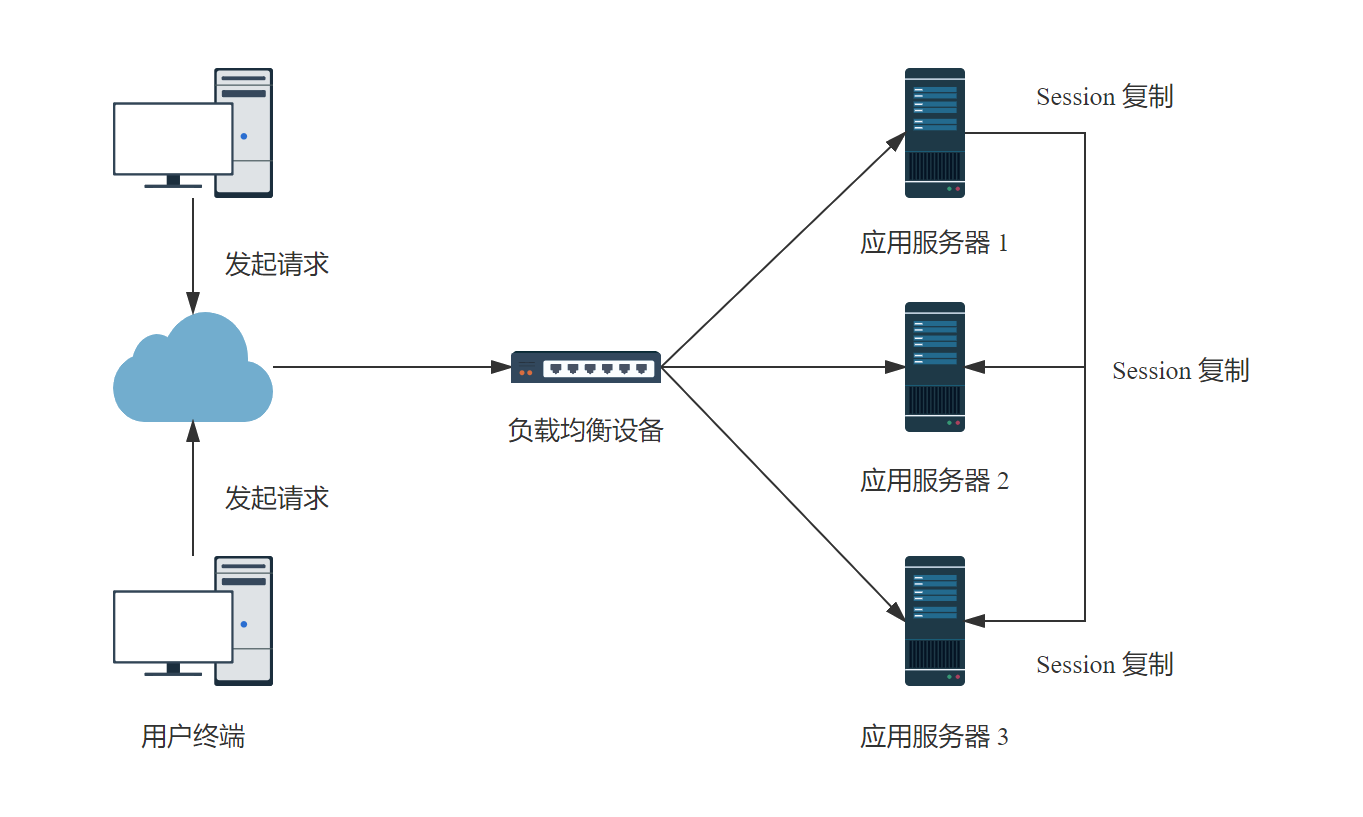 Session 复制
应用服务器 1
发起请求
Session 复制
负载均衡设备
应用服务器 2
发起请求
Session 复制
用户终端
应用服务器 3